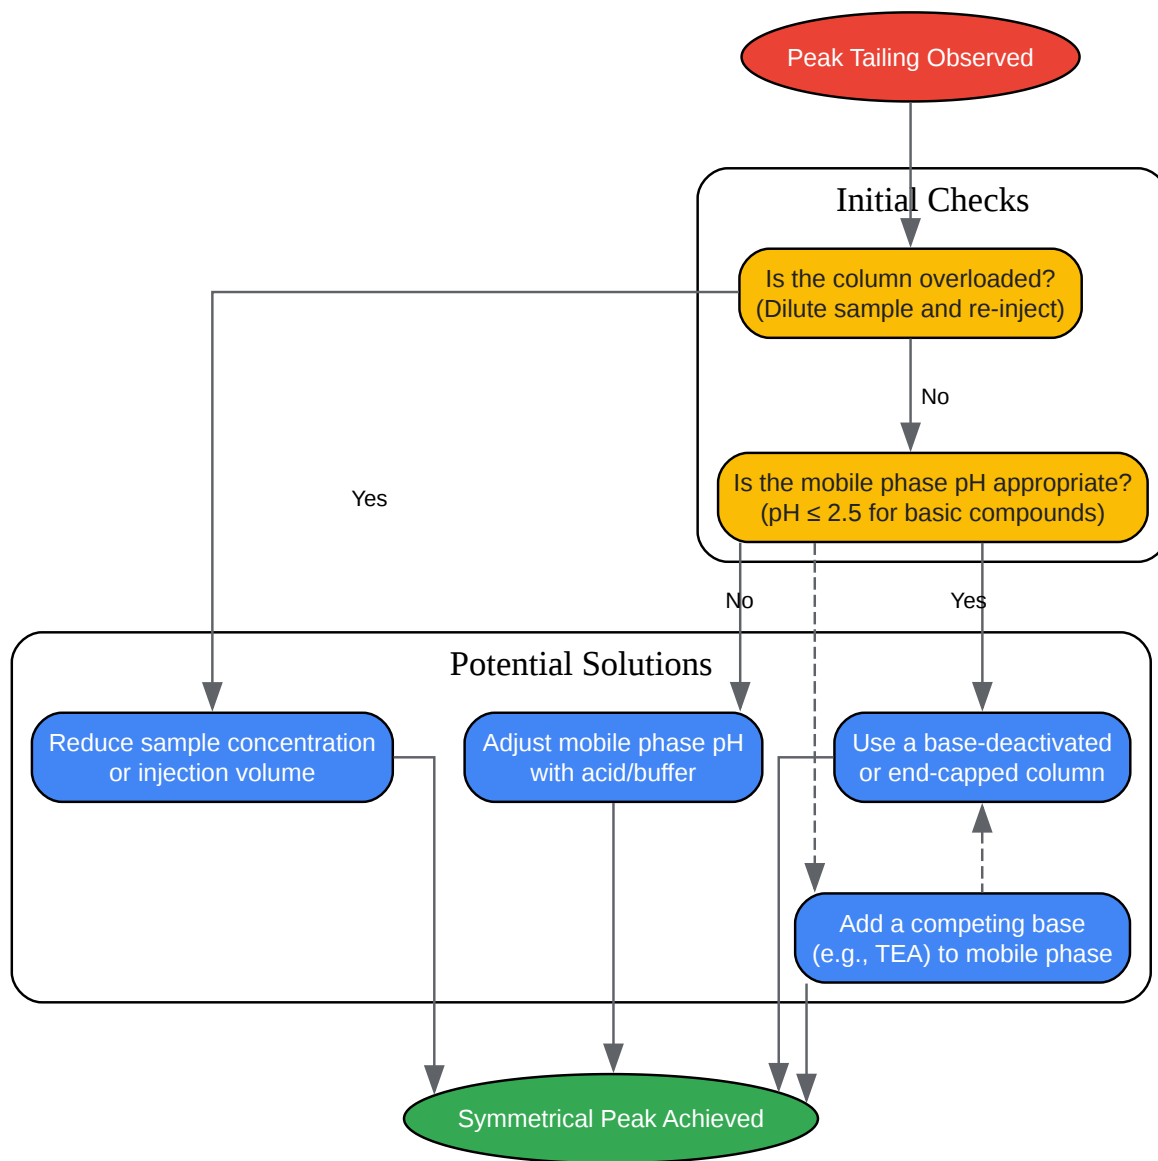 Peak Tailing Observed
Initial Checks
Is the column overloaded?
(Dilute sample and re-inject)
No
Is the mobile phase pH appropriate?
(pH ≤ 2.5 for basic compounds)
Yes
No
Yes
Potential Solutions
Reduce sample concentration
or injection volume
Adjust mobile phase pH
with acid/buffer
Use a base-deactivated
or end-capped column
Add a competing base
(e.g., TEA) to mobile phase
Symmetrical Peak Achieved